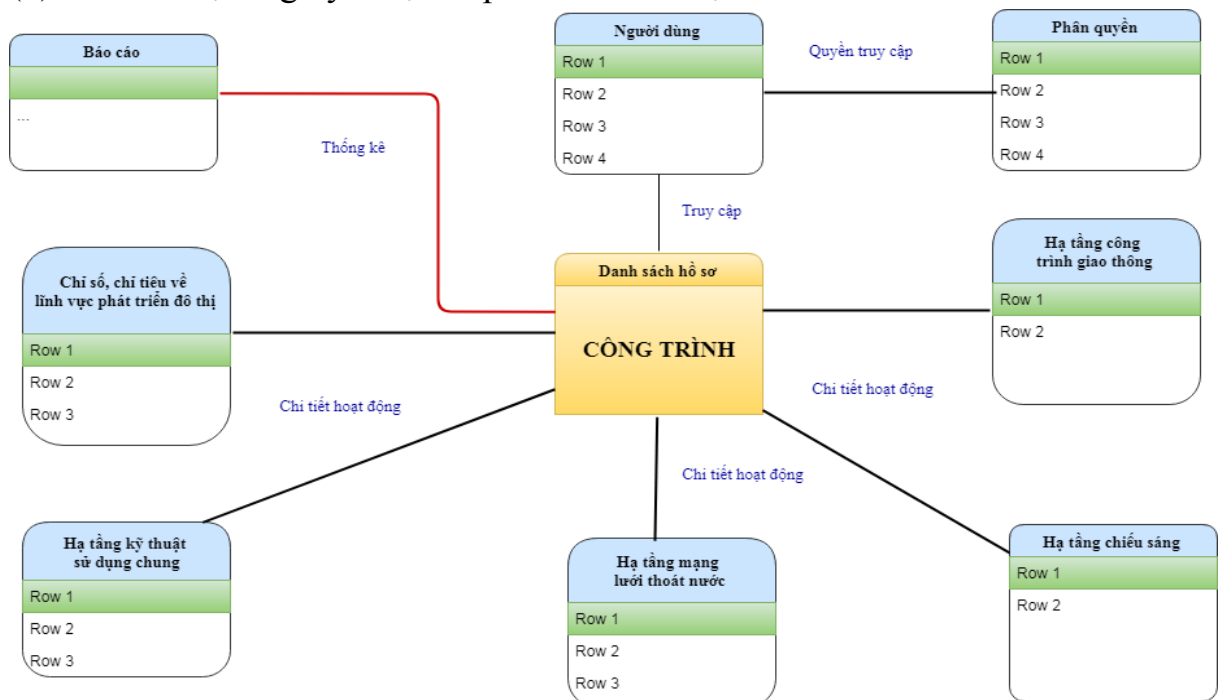 Báo cáo
...
Thống kê
Người dùng
Row 1
Row 2
Row 3
Row 4
Quyền truy cập
Phân quyền
Row 1
Row 2
Row 3
Row 4
Truy cập
Chỉ số, chỉ tiêu về
lĩnh vực phát triển đô thị
Row 1
Row 2
Row 3
Danh sách hồ sơ
CÔNG TRÌNH
Hạ tầng công
trình giao thông
Row 1
Row 2
Chi tiết hoạt động
Chi tiết hoạt động
Chi tiết hoạt động
Hạ tầng kỹ thuật
sử dụng chung
Row 1
Row 2
Row 3
Hạ tầng mạng
lưới thoát nước
Row 1
Row 2
Row 3
Hạ tầng chiếu sáng
Row 1
Row 2